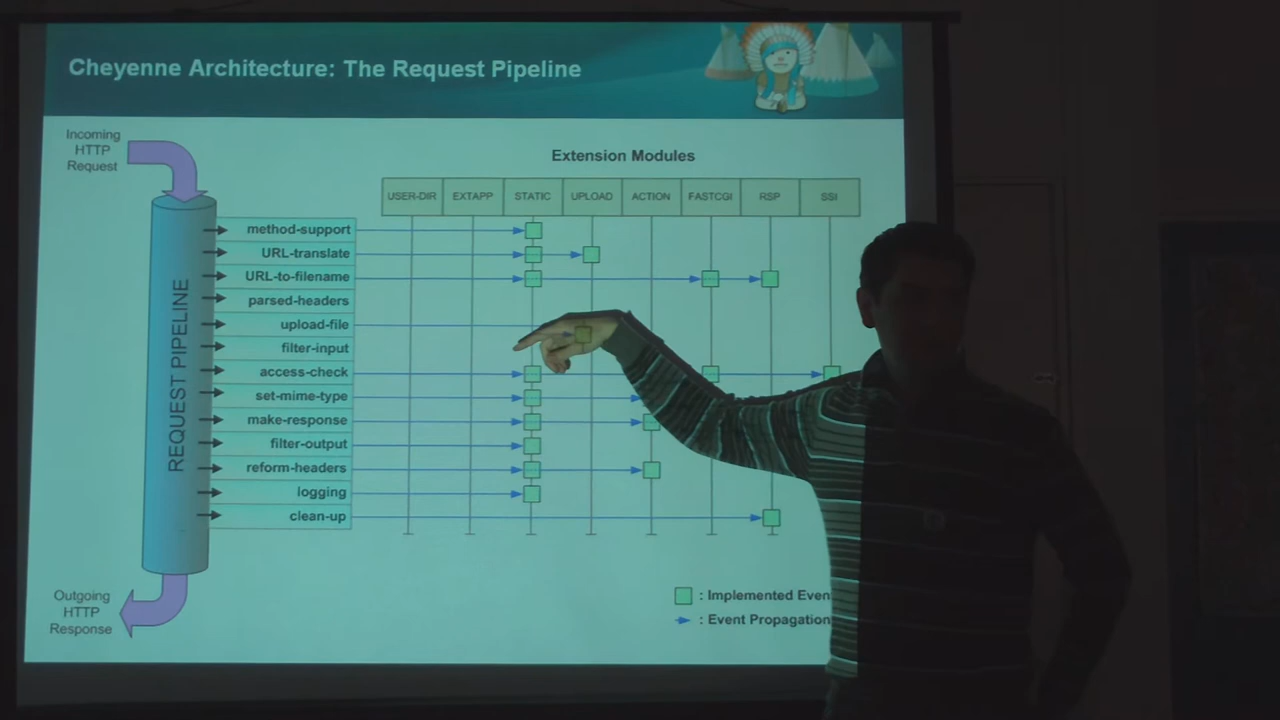 Cheyenne Architecture: The Request Pipeline
Incoming
HTTP
Request
Extension Modules
USER-DIR EXTAPP STATIC UPLOAD ACTION FASTCGI RSP SSI
REQUEST PIPELINE
method-support
URL-translate
URL-to-filename
parsed-headers
upload-file
filter-input
access-check
set-mime-type
make-response
filter-output
reform-headers
logging
clean-up
Outgoing
HTTP
Response
: Implemented Even
: Event Propagation